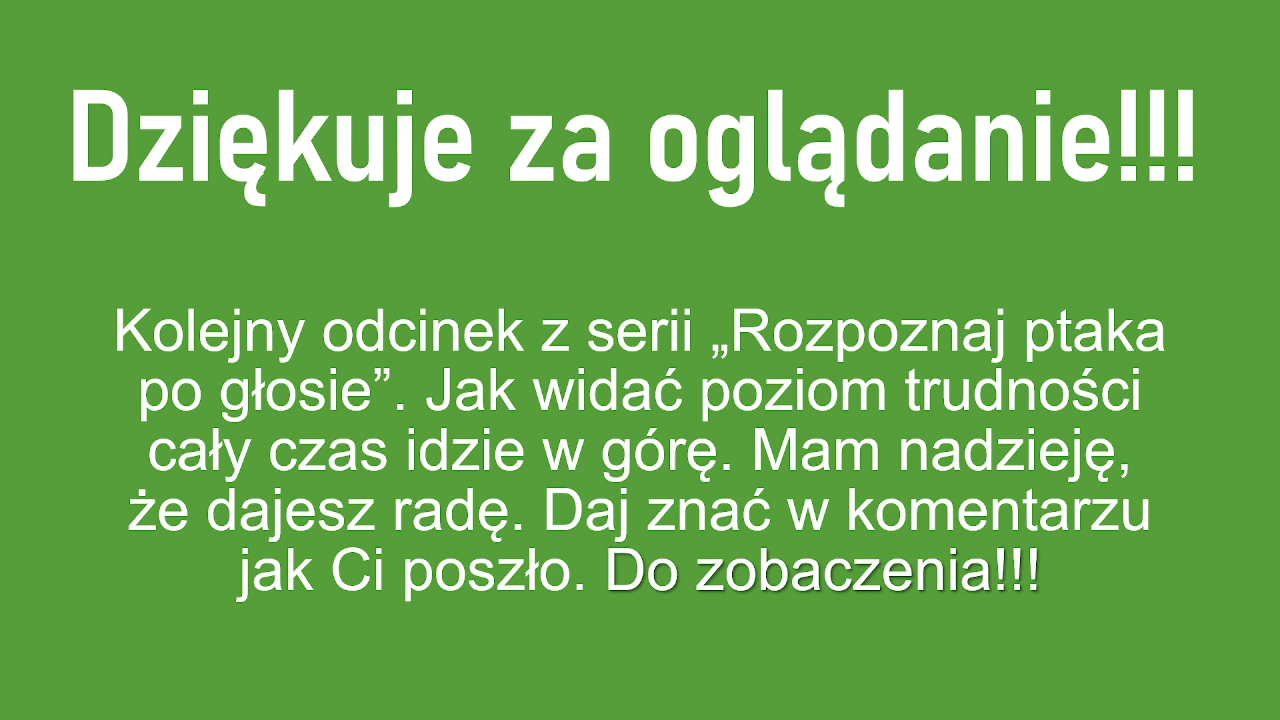 Dziękuje za oglądanie!!!
Kolejny odcinek z serii „Rozpoznaj ptaka
po głosie”. Jak widać poziom trudności
cały czas idzie w górę. Mam nadzieję,
że dajesz radę. Daj znać w komentarzu
jak Ci poszło. Do zobaczenia!!!